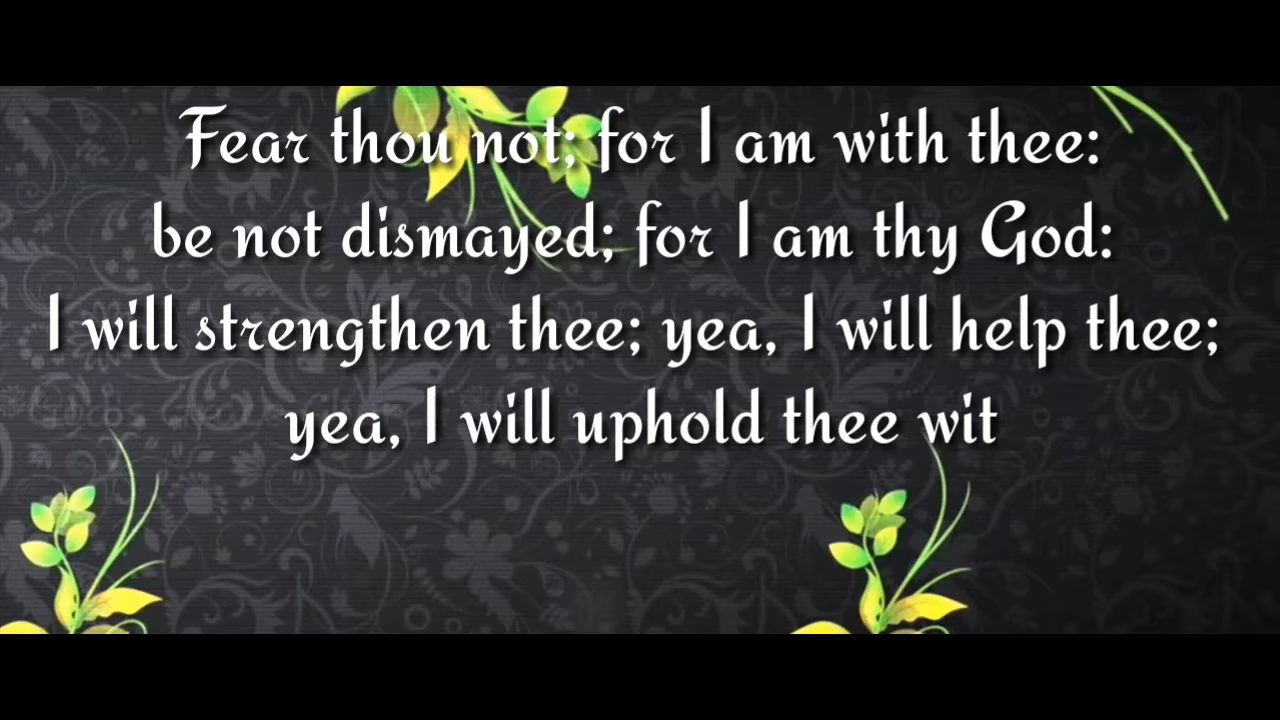 Fear thou not; for I am with thee:
be not dismayed; for I am thy God:
I will strengthen thee; yea, I will help thee;
yea, I will uphold thee wit